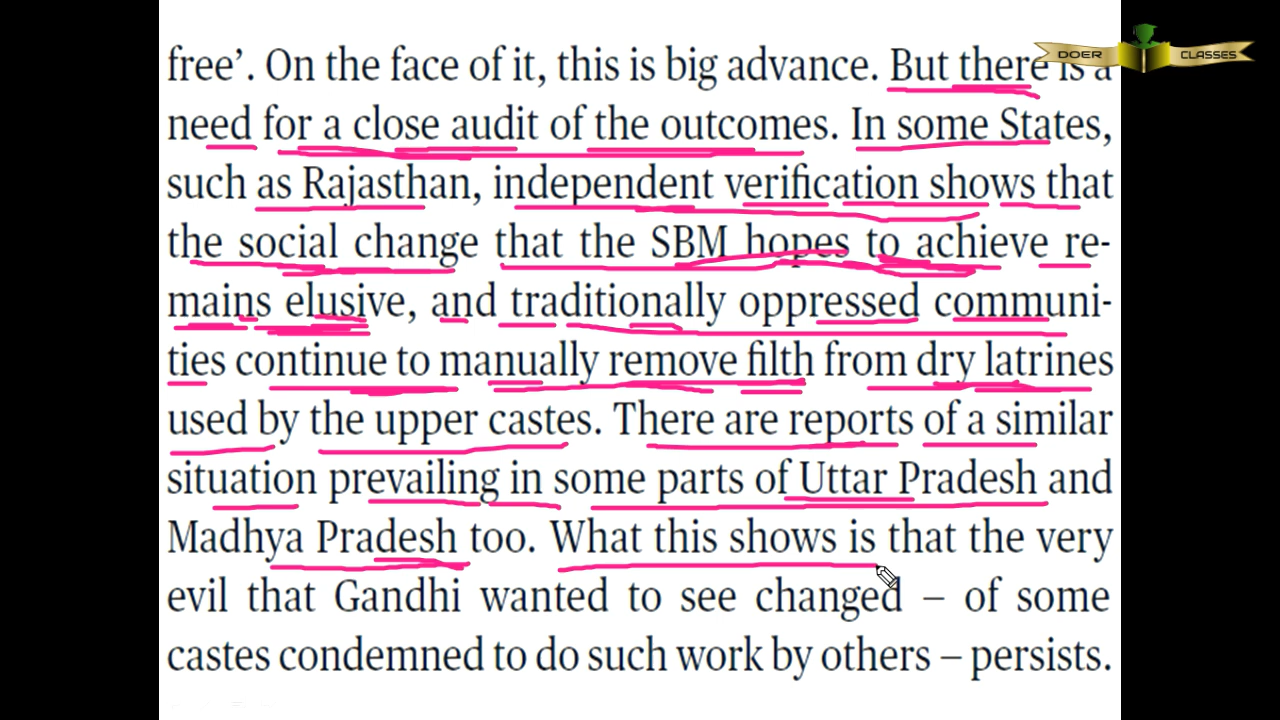 free’. On the face of it, this is big advance. But there is a
DOER CLASSES
need for a close audit of the outcomes. In some States,
such as Rajasthan, independent verification shows that
the social change that the SBM hopes to achieve re-
mains elusive, and traditionally oppressed communi-
ties continue to manually remove filth from dry latrines
used by the upper castes. There are reports of a similar
situation prevailing in some parts of Uttar Pradesh and
Madhya Pradesh too. What this shows is that the very
evil that Gandhi wanted to see changed – of some
castes condemned to do such work by others – persists.